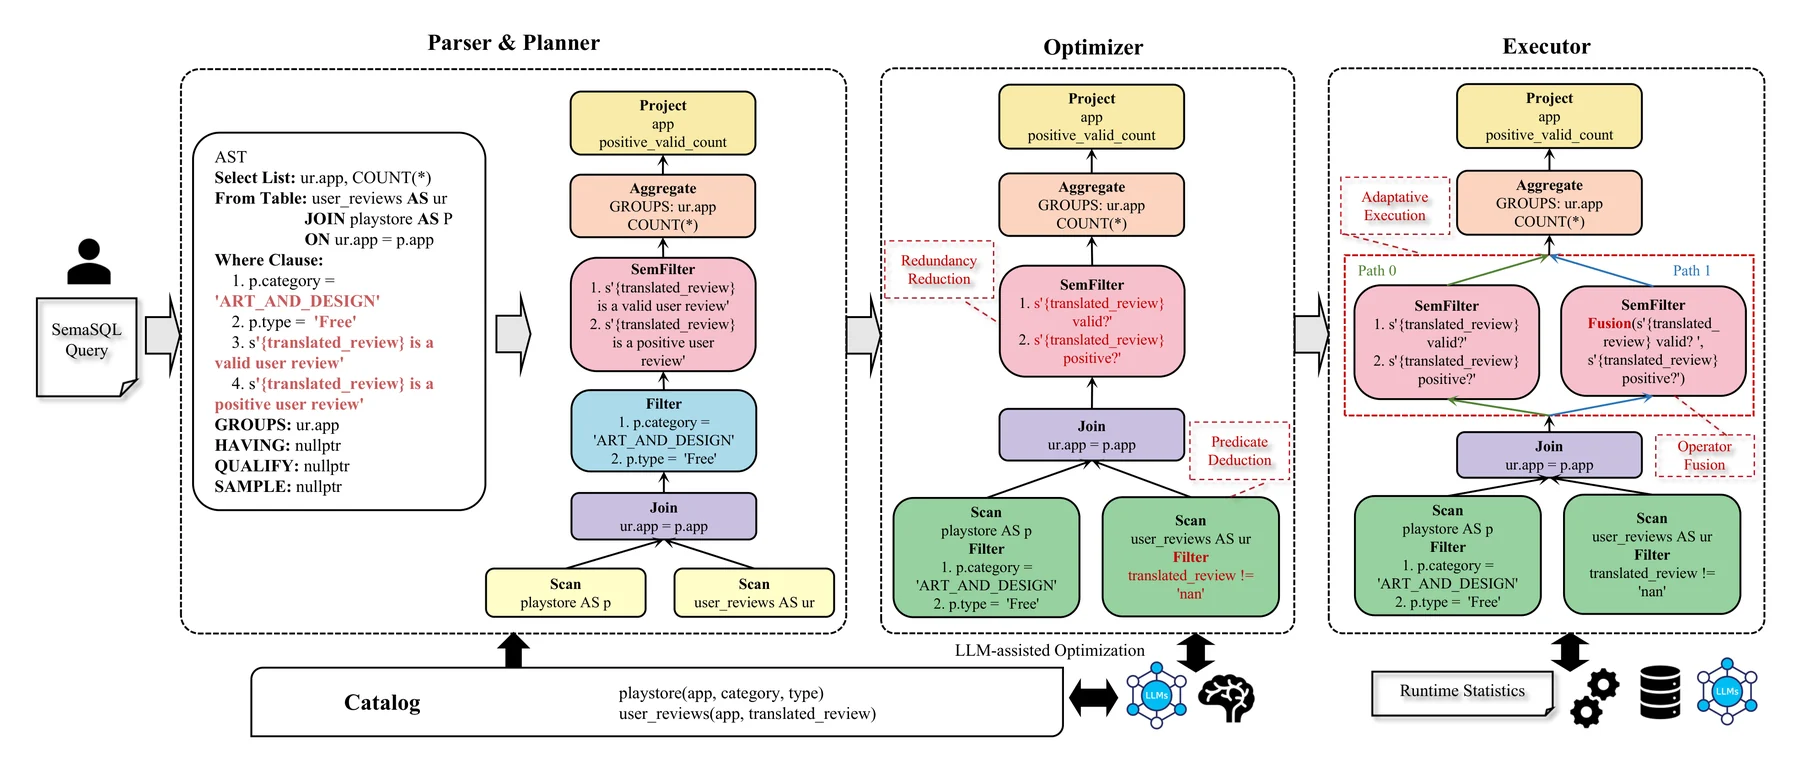 Parser & Planner
Optimizer
Executor
SemaSQL
Query
AST
Select List: ur.app, COUNT(*)
From Table: user_reviews AS ur
JOIN playstore AS P
ON ur.app = p.app
Where Clause:
1. p.category =
'ART_AND_DESIGN'
2. p.type = 'Free'
3. s'{translated_review} is a
valid user review'
4. s'{translated_review} is a
positive user review'
GROUPS: ur.app
HAVING: nullptr
QUALIFY: nullptr
SAMPLE: nullptr
Project
app
positive_valid_count
Aggregate
GROUPS: ur.app
COUNT(*)
SemFilter
1. s'{translated_review}
is a valid user review'
2. s'{translated_review}
is a positive user
review'
Filter
1. p.category =
'ART_AND_DESIGN'
2. p.type = 'Free'
Join
ur.app = p.app
Scan
playstore AS p
Scan
user_reviews AS ur
Project
app
positive_valid_count
Aggregate
GROUPS: ur.app
COUNT(*)
Redundancy
Reduction
SemFilter
1. s'{translated_review}
valid?'
2. s'{translated_review}
positive?'
Join
ur.app = p.app
Predicate
Deduction
Scan
playstore AS p
Filter
1. p.category =
'ART_AND_DESIGN'
2. p.type = 'Free'
Scan
user_reviews AS ur
Filter
translated_review !=
'nan'
Project
app
positive_valid_count
Adaptative
Execution
Aggregate
GROUPS: ur.app
COUNT(*)
Path 0
Path 1
SemFilter
1. s'{translated_review}
valid?'
2. s'{translated_review}
positive?'
SemFilter
Fusion(s'{translated_
review} valid? ',
s'{translated_review}
positive?')
Join
ur.app = p.app
Operator
Fusion
Scan
playstore AS p
Filter
1. p.category =
'ART_AND_DESIGN'
2. p.type = 'Free'
Scan
user_reviews AS ur
Filter
translated_review !=
'nan'
LLM-assisted Optimization
Catalog
playstore(app, category, type)
user_reviews(app, translated_review)
LLMs
Runtime Statistics
LLMs